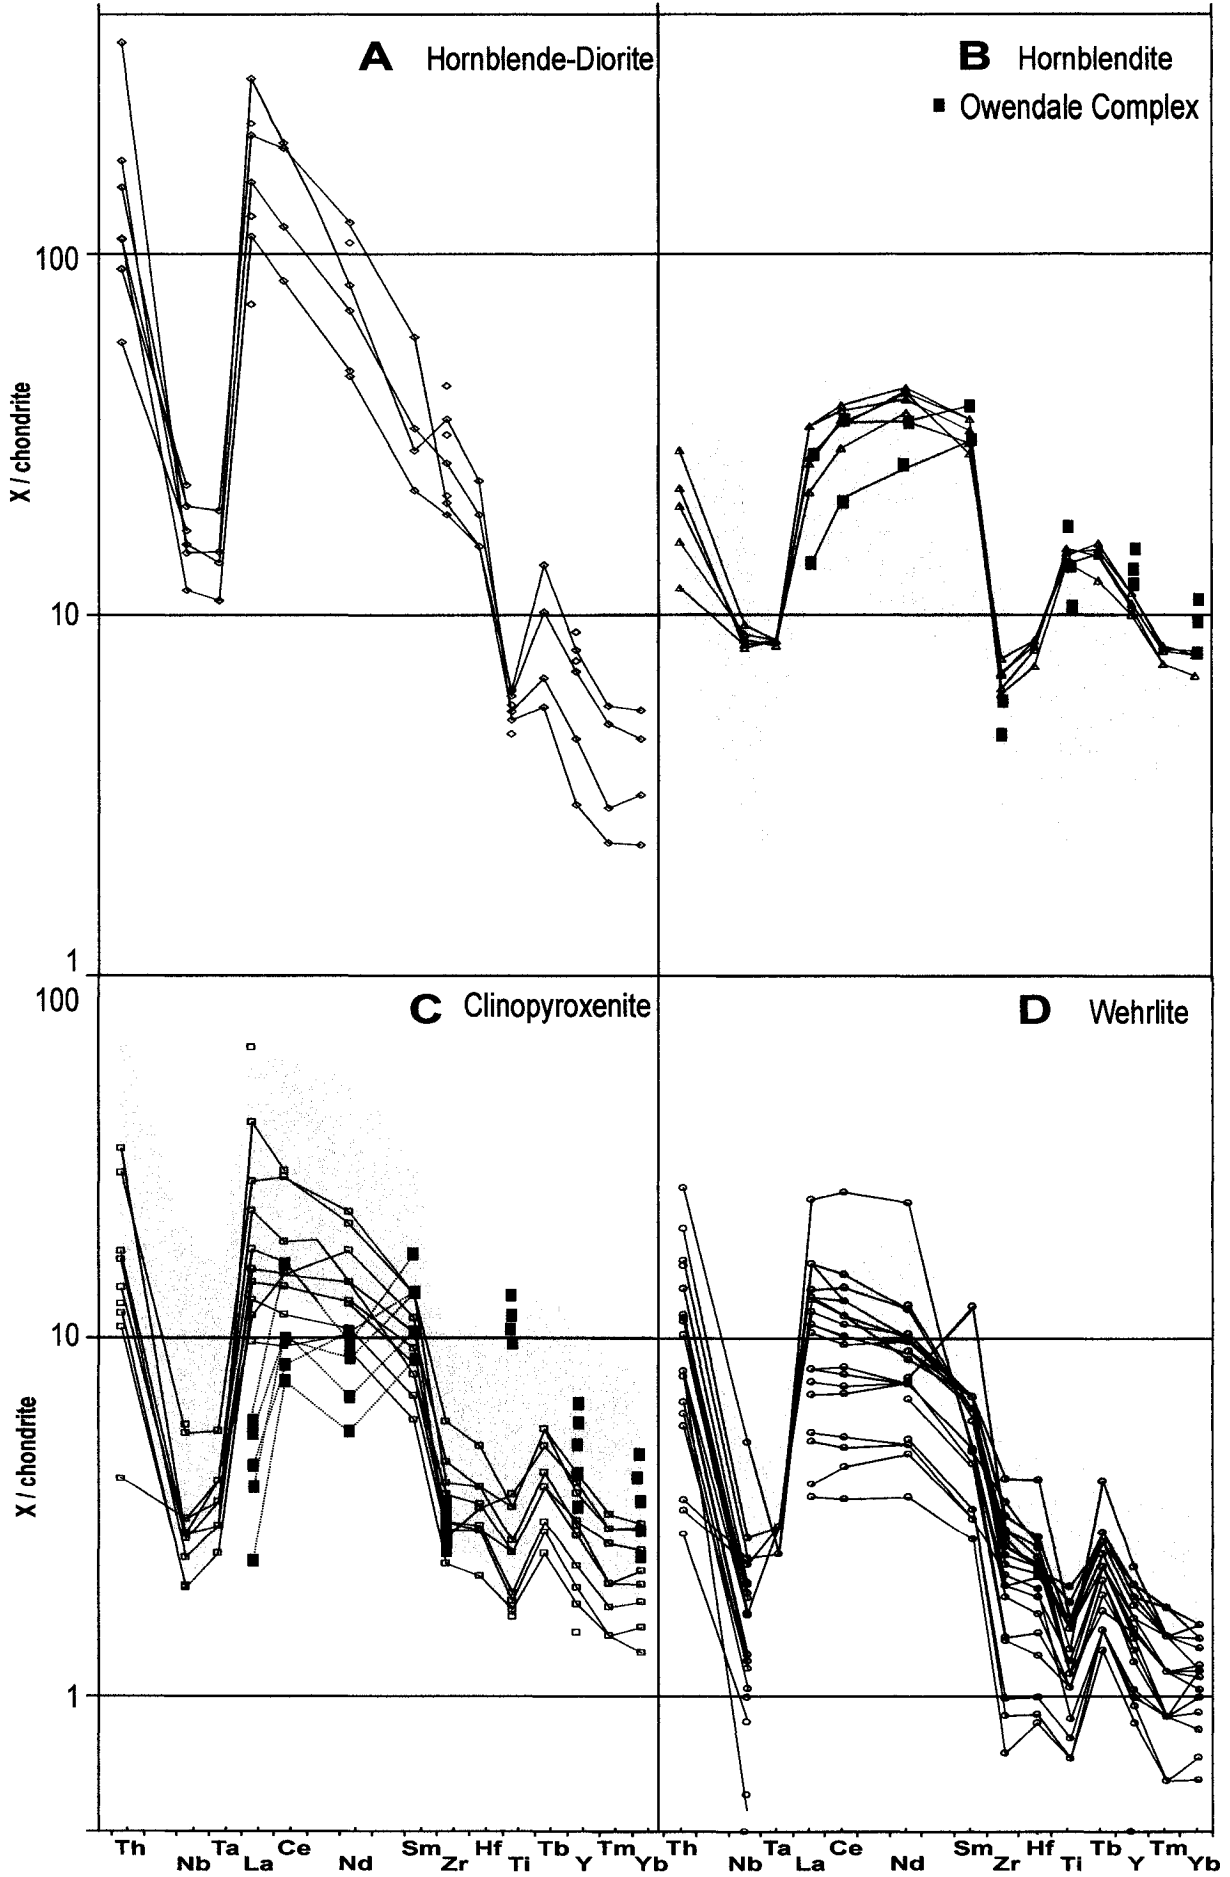 A Hornblende-Diorite
B Hornblendite
■ Owendale Complex
100
10
1
X / chondrite
C Clinopyroxenite
D Wehrlite
100
10
1
X / chondrite
Th Nb Ta La Ce Nd Sm Zr Hf Ti Tb Y Tm Yb
Th Nb Ta La Ce Nd Sm Zr Hf Ti Tb Y Tm Yb